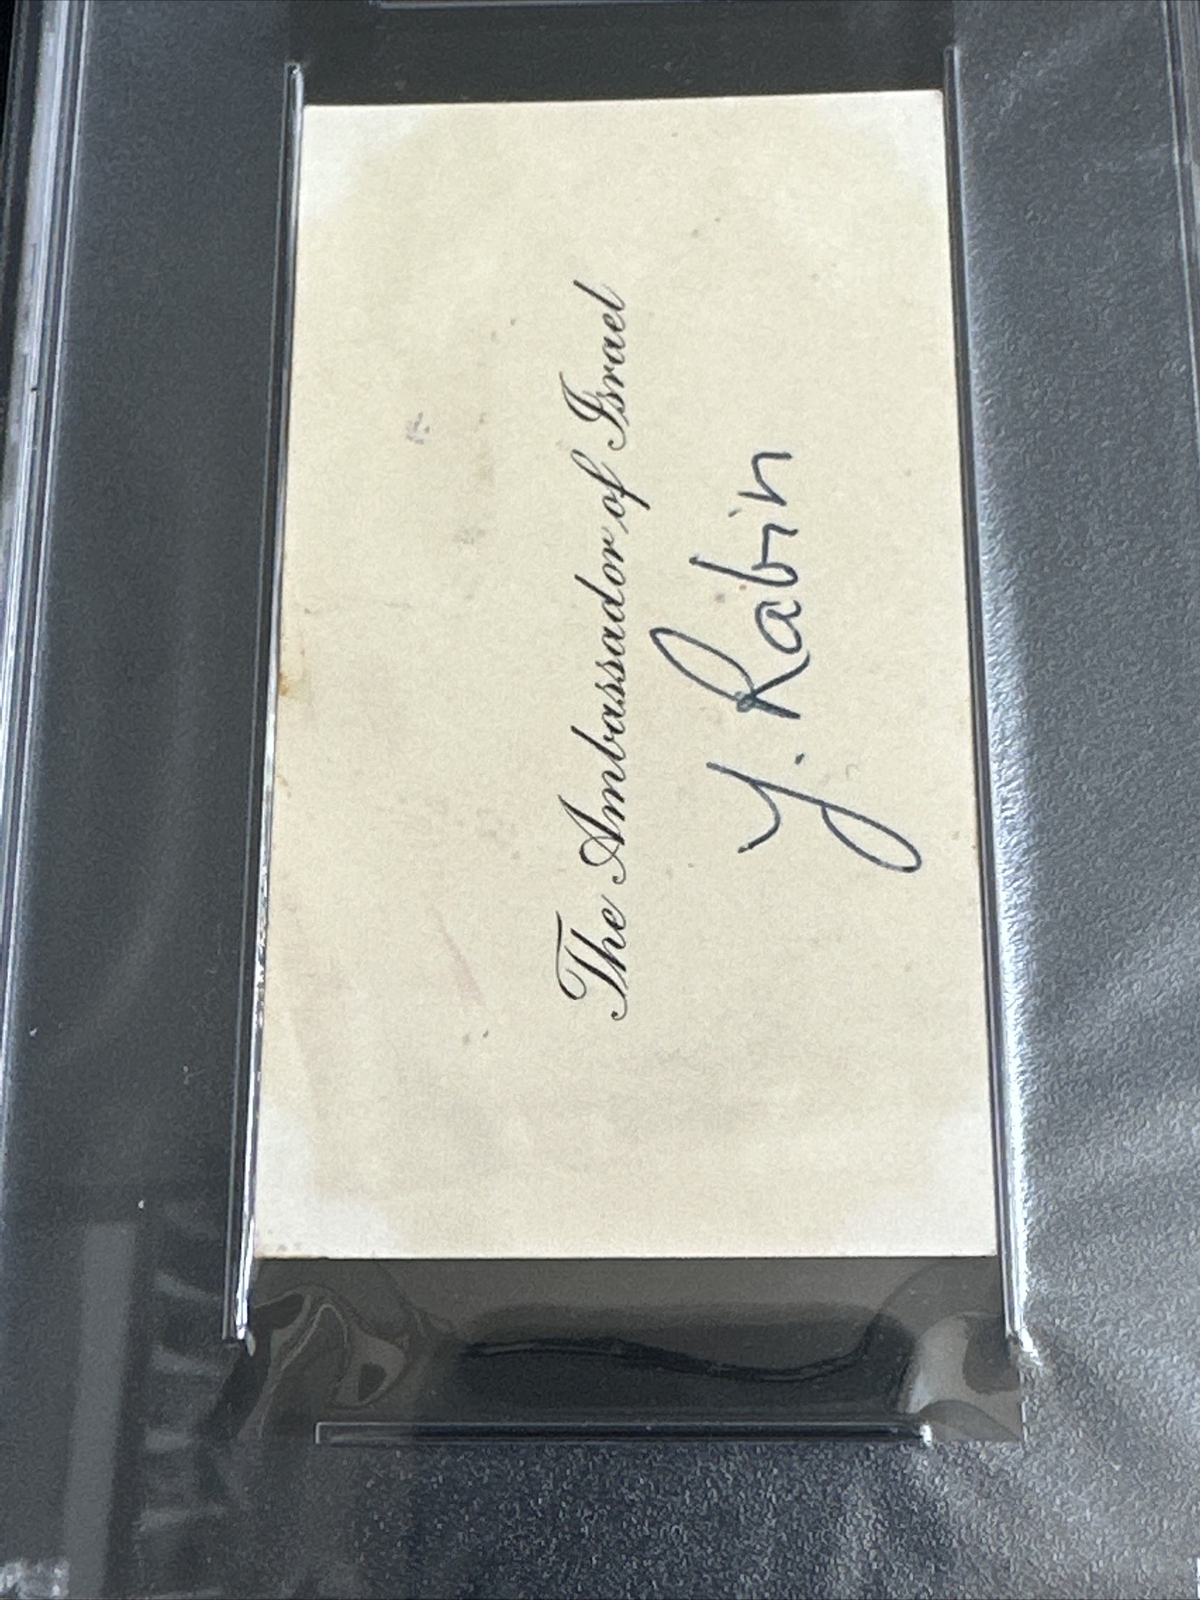 The Ambassador of Israel
Y. Rabin